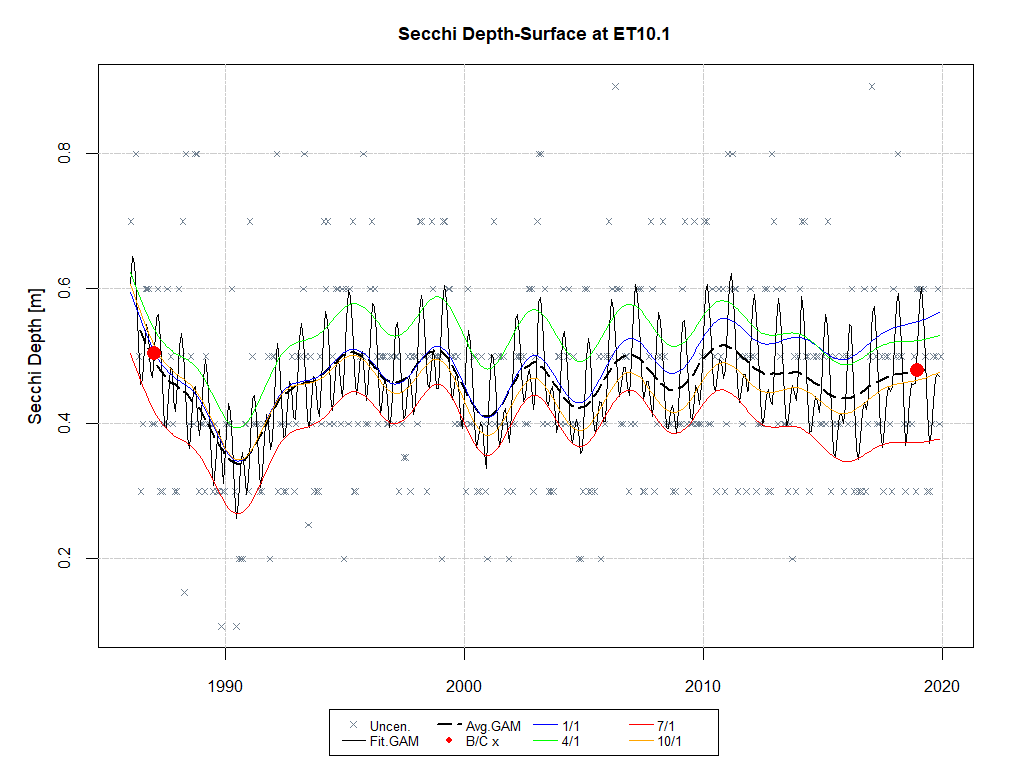 Secchi Depth-Surface at ET10.1
Secchi Depth [m]
0.8
0.6
0.4
0.2
1990 2000 2010 2020
Uncen. Avg.GAM 1/1 7/1
Fit.GAM B/C x 4/1 10/1